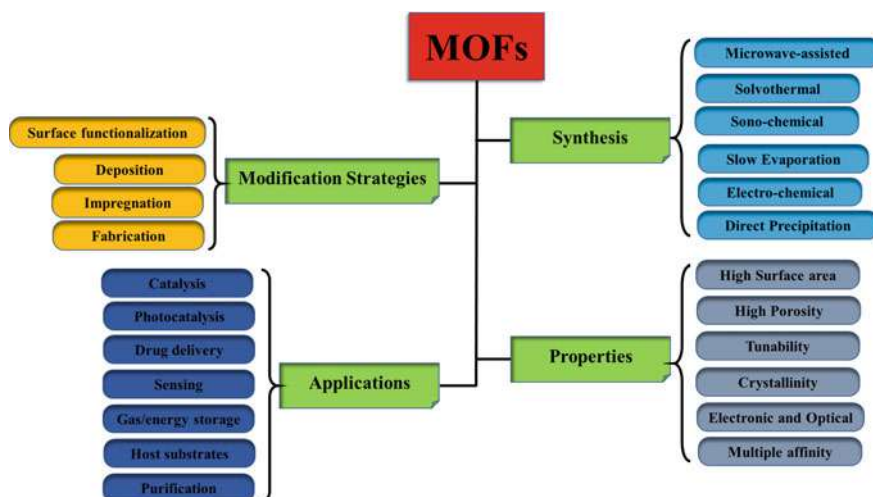 MOFs
Surface functionalization
Deposition
Impregnation
Fabrication
Modification Strategies
Catalysis
Photocatalysis
Drug delivery
Sensing
Gas/energy storage
Host substrates
Purification
Applications
Synthesis
Microwave-assisted
Solvothermal
Sono-chemical
Slow Evaporation
Electro-chemical
Direct Precipitation
Properties
High Surface area
High Porosity
Tunability
Crystallinity
Electronic and Optical
Multiple affinity